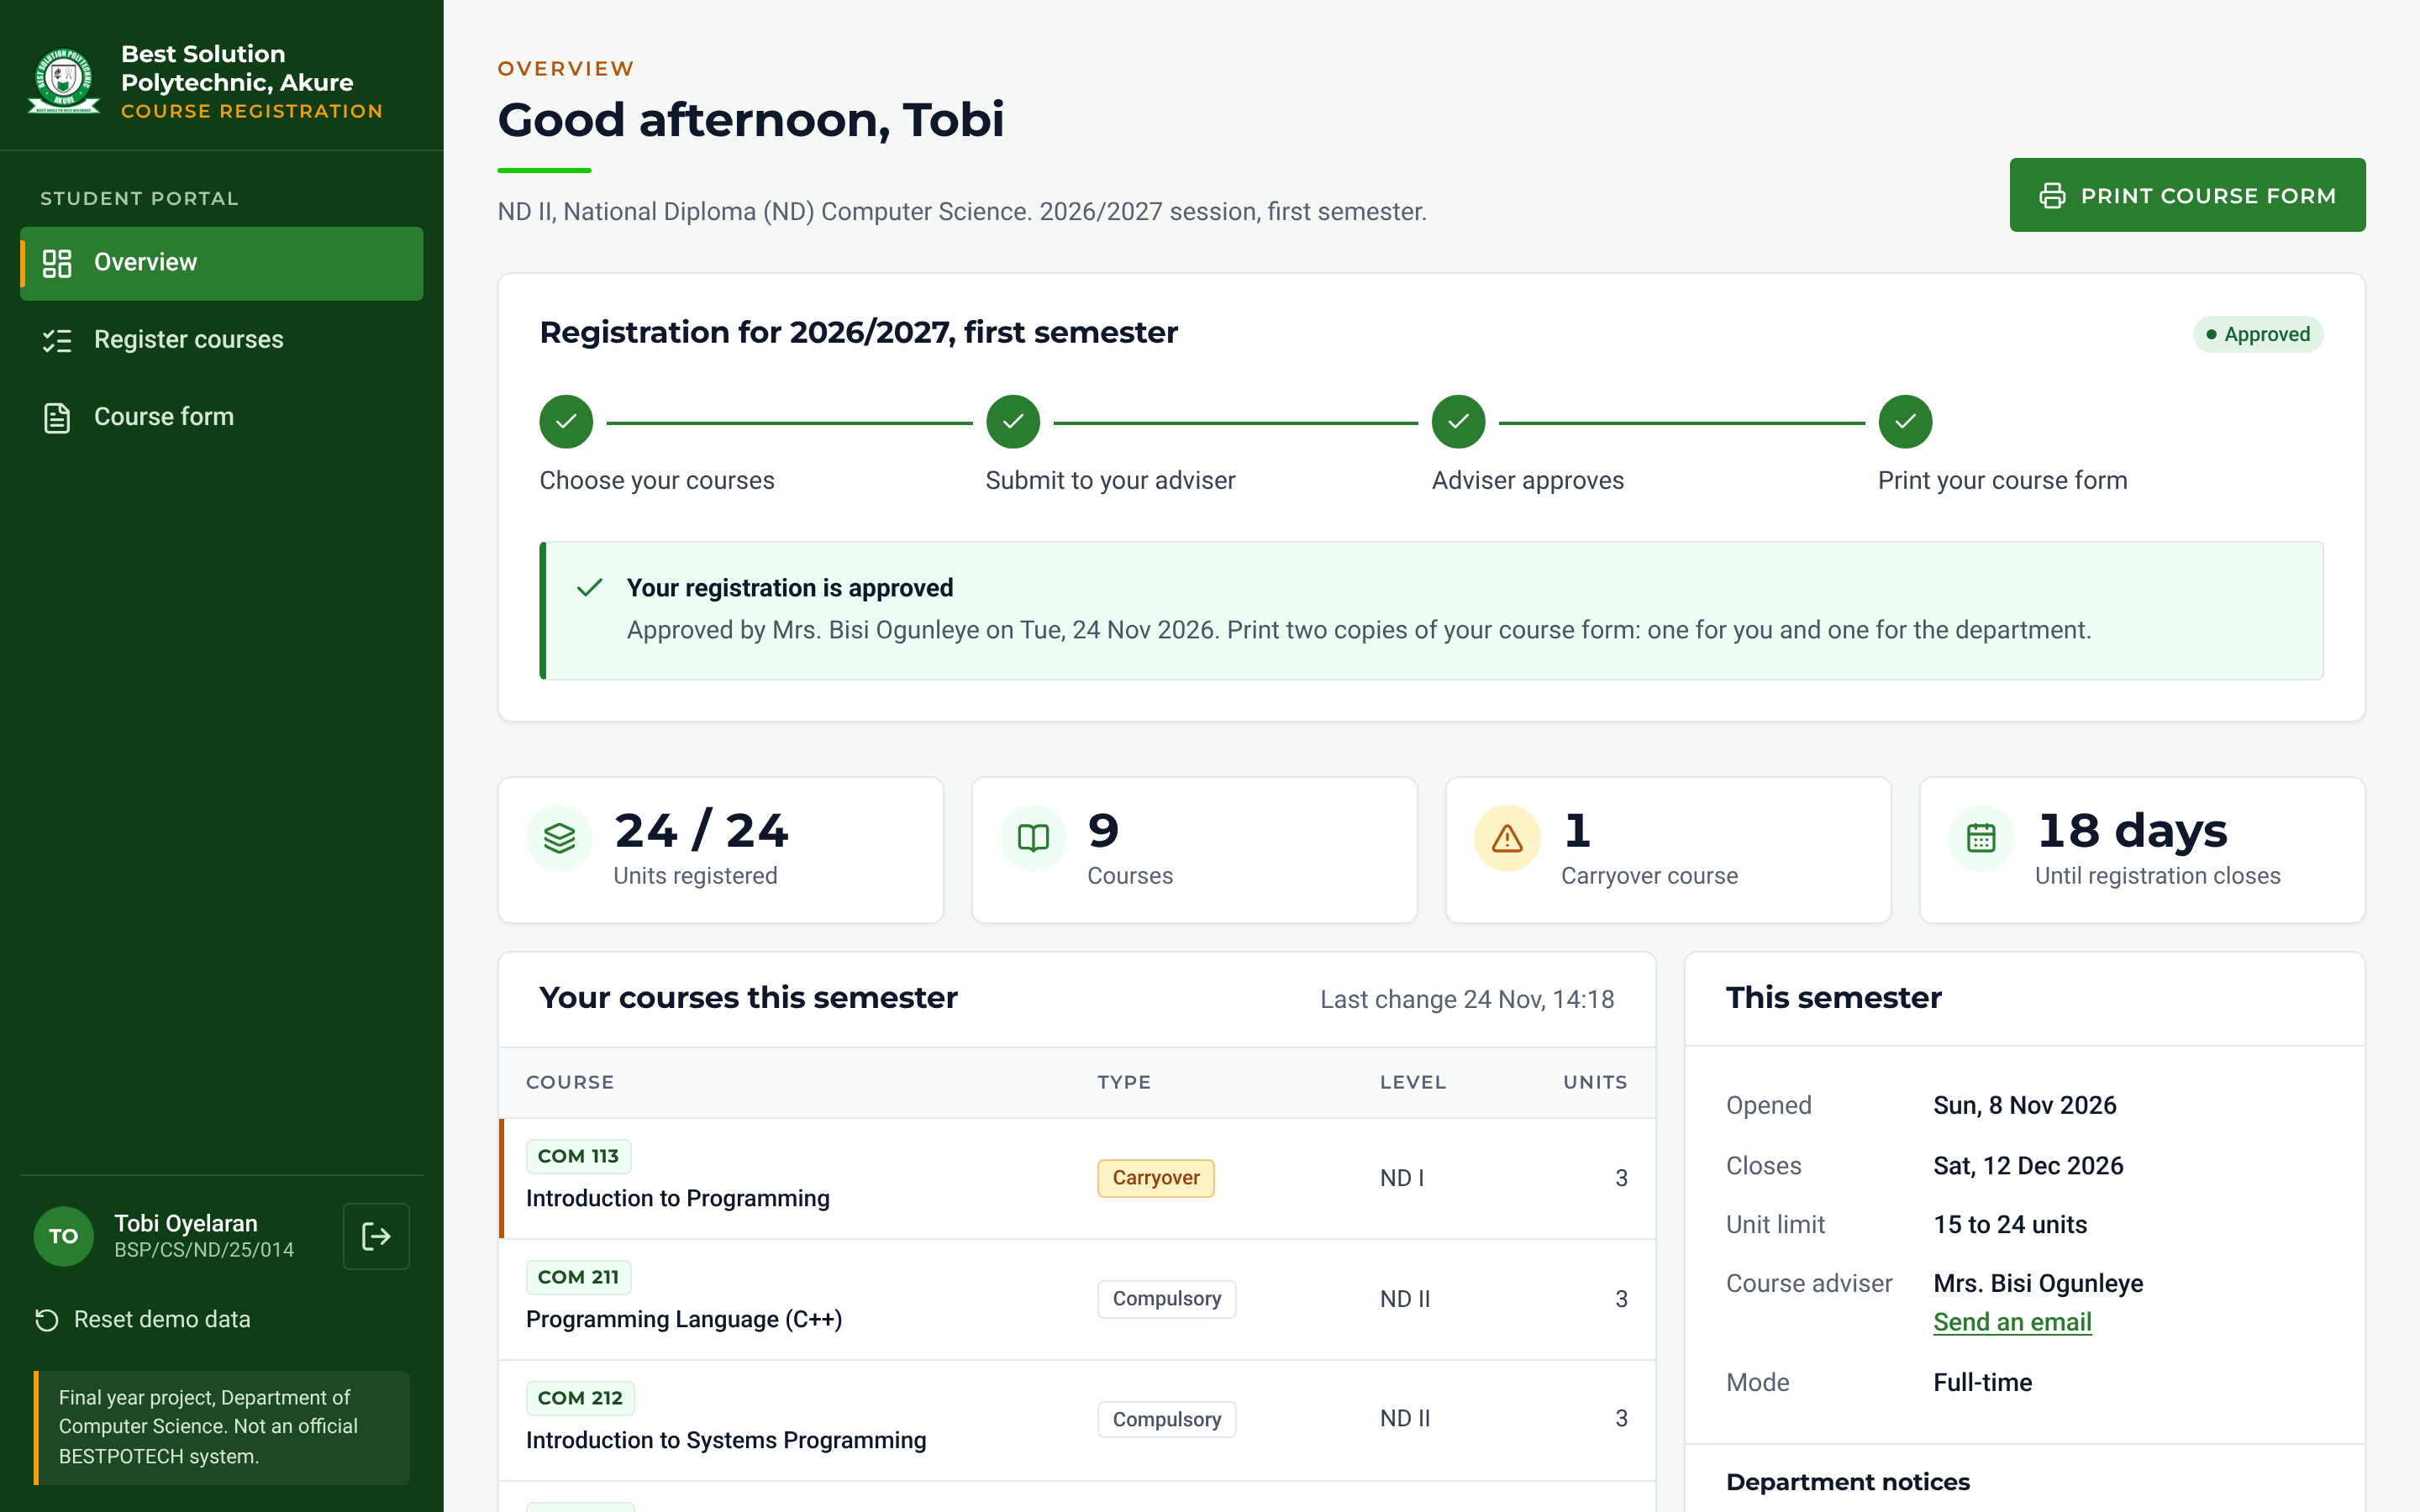 BEST SOLUTION POLYTECHNIC
AKURE
Best Solution
Polytechnic, Akure
COURSE REGISTRATION
STUDENT PORTAL
Overview
Register courses
Course form
TO
Tobi Oyelaran
BSP/CS/ND/25/014
Reset demo data
Final year project, Department of
Computer Science. Not an official
BESTPOTECH system.
OVERVIEW
Good afternoon, Tobi
ND II, National Diploma (ND) Computer Science. 2026/2027 session, first semester.
PRINT COURSE FORM
Registration for 2026/2027, first semester
Approved
Choose your courses
Submit to your adviser
Adviser approves
Print your course form
Your registration is approved
Approved by Mrs. Bisi Ogunleye on Tue, 24 Nov 2026. Print two copies of your course form: one for you and one for the department.
24 / 24
Units registered
9
Courses
1
Carryover course
18 days
Until registration closes
Your courses this semester
Last change 24 Nov, 14:18
COURSE TYPE LEVEL UNITS
COM 113
Introduction to Programming
Carryover
ND I
3
COM 211
Programming Language (C++)
Compulsory
ND II
3
COM 212
Introduction to Systems Programming
Compulsory
ND II
3
This semester
Opened Sun, 8 Nov 2026
Closes Sat, 12 Dec 2026
Unit limit 15 to 24 units
Course adviser Mrs. Bisi Ogunleye
Send an email
Mode Full-time
Department notices